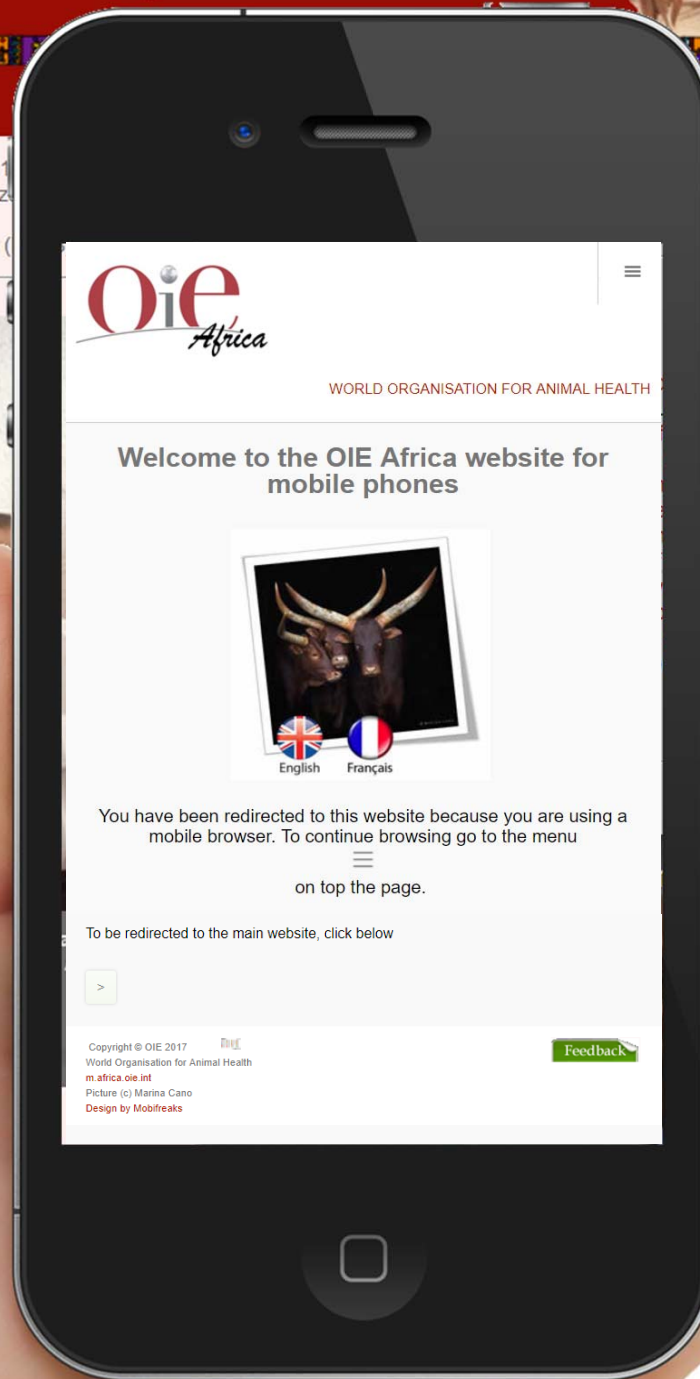 OiE
Africa
WORLD ORGANISATION FOR ANIMAL HEALTH
Welcome to the OIE Africa website for
mobile phones
English Français
You have been redirected to this website because you are using a
mobile browser. To continue browsing go to the menu
on top the page.
To be redirected to the main website, click below
>
Copyright © OIE 2017
World Organisation for Animal Health
m.africa.oie.int
Picture (c) Marina Cano
Design by Mobifreaks
Feedback